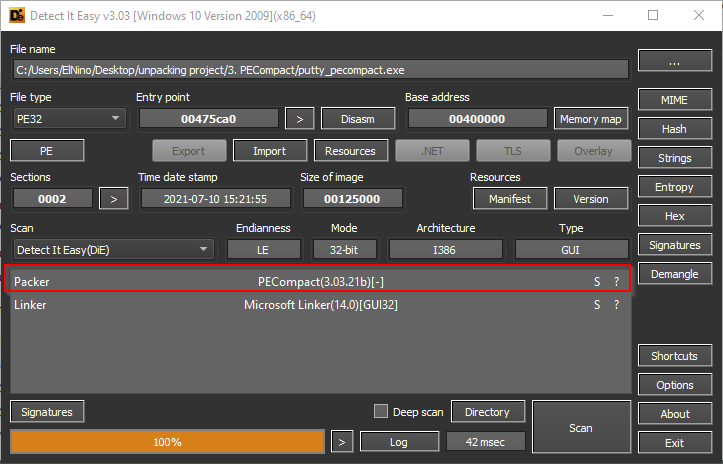 Detect It Easy v3.03 [Windows 10 Version 2009](x86_64)
File name
C:/Users/ElNino/Desktop/unpacking project/3. PECompact/putty_pecompact.exe
...
File type Entry point Base address
PE32 00475ca0 > Disasm 00400000 Memory map MIME
PE Export Import Resources .NET TLS Overlay Hash
Sections Time date stamp Size of image Resources Strings
0002 > 2021-07-10 15:21:55 00125000 Manifest Version Entropy
Scan Endianness Mode Architecture Type Hex
Detect It Easy(DiE) LE 32-bit I386 GUI Signatures
Packer PECompact(3.03.21b)[-] S ? Demangle
Linker Microsoft Linker(14.0)[GUI32] S ?
Shortcuts
Options
Signatures Deep scan Directory Scan About
100% > Log 42 msec Exit